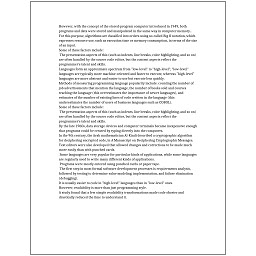 However, with the concept of the stored-program computer introduced in 1949, both
programs and data were stored and manipulated in the same way in computer memory.
For this purpose, algorithms are classified into orders using so-called Big O notation, which
expresses resource use, such as execution time or memory consumption, in terms of the size
of an input.
Some of these factors include:
The presentation aspects of this (such as indents, line breaks, color highlighting, and so on)
are often handled by the source code editor, but the content aspects reflect the
programmer's talent and skills.
Languages form an approximate spectrum from "low-level" to "high-level"; "low-level"
languages are typically more machine-oriented and faster to execute, whereas "high-level"
languages are more abstract and easier to use but execute less quickly.
Methods of measuring programming language popularity include: counting the number of
job advertisements that mention the language, the number of books sold and courses
teaching the language (this overestimates the importance of newer languages), and
estimates of the number of existing lines of code written in the language (this
underestimates the number of users of business languages such as COBOL).
Some of these factors include:
The presentation aspects of this (such as indents, line breaks, color highlighting, and so on)
are often handled by the source code editor, but the content aspects reflect the
programmer's talent and skills.
By the late 1960s, data storage devices and computer terminals became inexpensive enough
that programs could be created by typing directly into the computers.
In the 9th century, the Arab mathematician Al-Kindi described a cryptographic algorithm
for deciphering encrypted code, in A Manuscript on Deciphering Cryptographic Messages.
Text editors were also developed that allowed changes and corrections to be made much
more easily than with punched cards.
Some languages are very popular for particular kinds of applications, while some languages
are regularly used to write many different kinds of applications.
Programs were mostly entered using punched cards or paper tape.
The first step in most formal software development processes is requirements analysis,
followed by testing to determine value modeling, implementation, and failure elimination
(debugging).
It is usually easier to code in "high-level" languages than in "low-level" ones.
However, readability is more than just programming style.
A study found that a few simple readability transformations made code shorter and
drastically reduced the time to understand it.